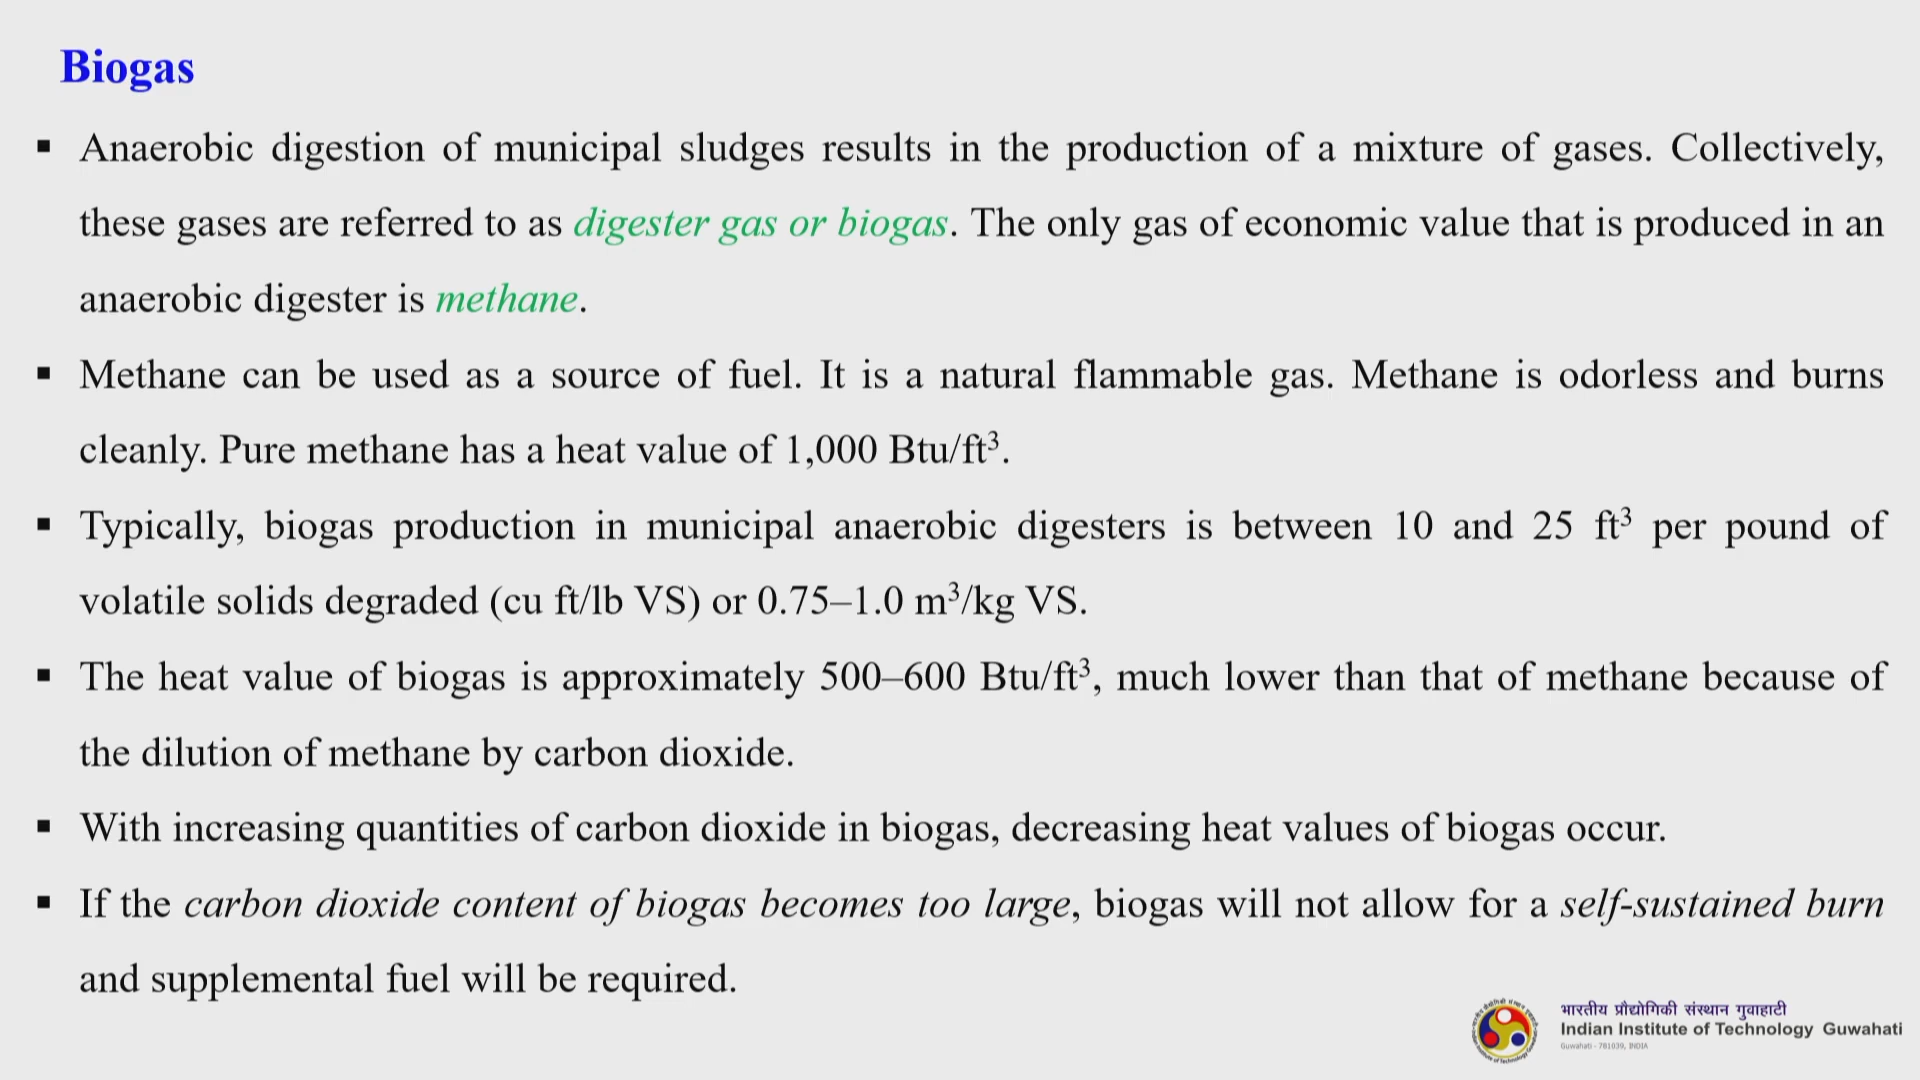 Biogas
▪ Anaerobic digestion of municipal sludges results in the production of a mixture of gases. Collectively,
these gases are referred to as digester gas or biogas. The only gas of economic value that is produced in an
anaerobic digester is methane.
▪ Methane can be used as a source of fuel. It is a natural flammable gas. Methane is odorless and burns
cleanly. Pure methane has a heat value of 1,000 Btu/ft³.
▪ Typically, biogas production in municipal anaerobic digesters is between 10 and 25 ft³ per pound of
volatile solids degraded (cu ft/lb VS) or 0.75–1.0 m³/kg VS.
▪ The heat value of biogas is approximately 500–600 Btu/ft³, much lower than that of methane because of
the dilution of methane by carbon dioxide.
▪ With increasing quantities of carbon dioxide in biogas, decreasing heat values of biogas occur.
▪ If the carbon dioxide content of biogas becomes too large, biogas will not allow for a self-sustained burn
and supplemental fuel will be required.
भारतीय प्रौद्योगिकी संस्थान गुवाहाटी
Indian Institute of Technology Guwahati
Guwahati - 781039, INDIA